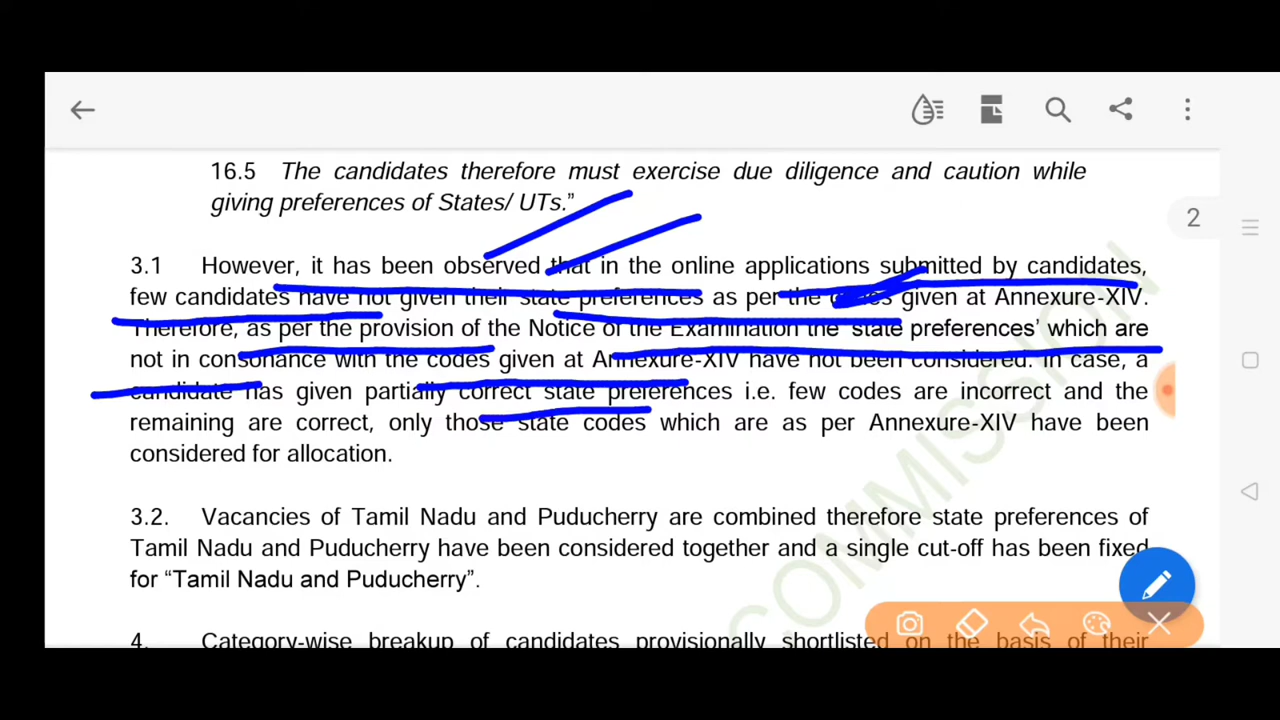 16.5 The candidates therefore must exercise due diligence and caution while
giving preferences of States/ UTs.”
2
3.1 However, it has been observed that in the online applications submitted by candidates,
few candidates have not given their state preferences as per the codes given at Annexure-XIV.
Therefore, as per the provision of the Notice of the Examination the ‘state preferences’ which are
not in consonance with the codes given at Annexure-XIV have not been considered. In case, a
candidate has given partially correct state preferences i.e. few codes are incorrect and the
remaining are correct, only those state codes which are as per Annexure-XIV have been
considered for allocation.
3.2. Vacancies of Tamil Nadu and Puducherry are combined therefore state preferences of
Tamil Nadu and Puducherry have been considered together and a single cut-off has been fixed
for “Tamil Nadu and Puducherry”.
4. Category-wise breakup of candidates provisionally shortlisted on the basis of their
COMMISSION